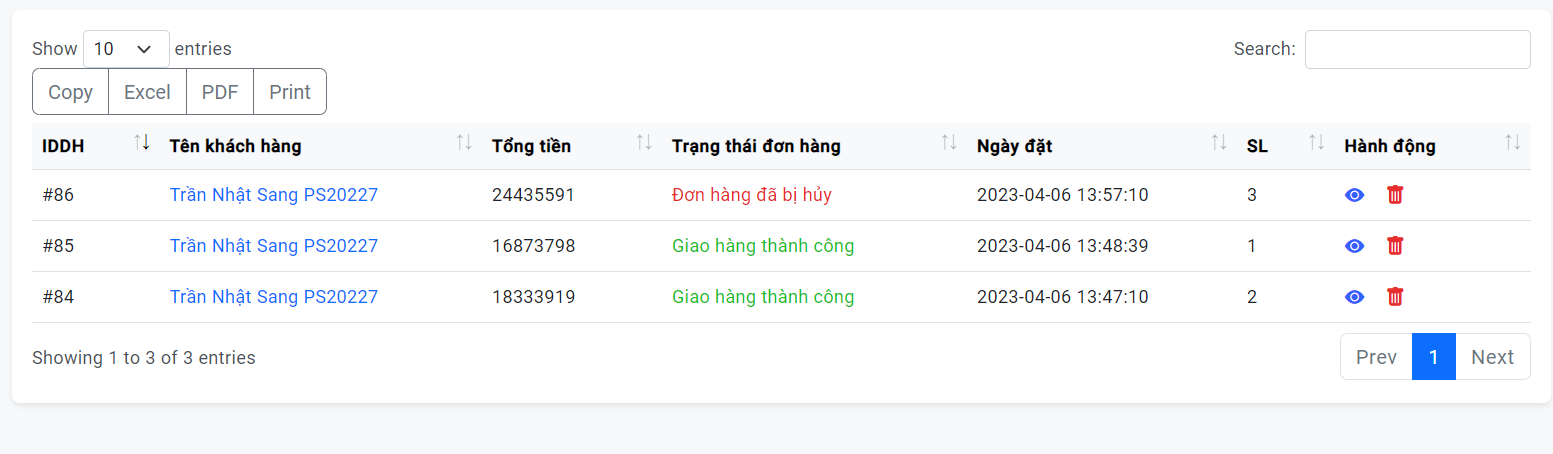 Show 10 entries Search:
Copy Excel PDF Print
IDDH Tên khách hàng Tổng tiền Trạng thái đơn hàng Ngày đặt SL Hành động
#86 Trần Nhật Sang PS20227 24435591 Đơn hàng đã bị hủy 2023-04-06 13:57:10 3
#85 Trần Nhật Sang PS20227 16873798 Giao hàng thành công 2023-04-06 13:48:39 1
#84 Trần Nhật Sang PS20227 18333919 Giao hàng thành công 2023-04-06 13:47:10 2
Showing 1 to 3 of 3 entries Prev 1 Next